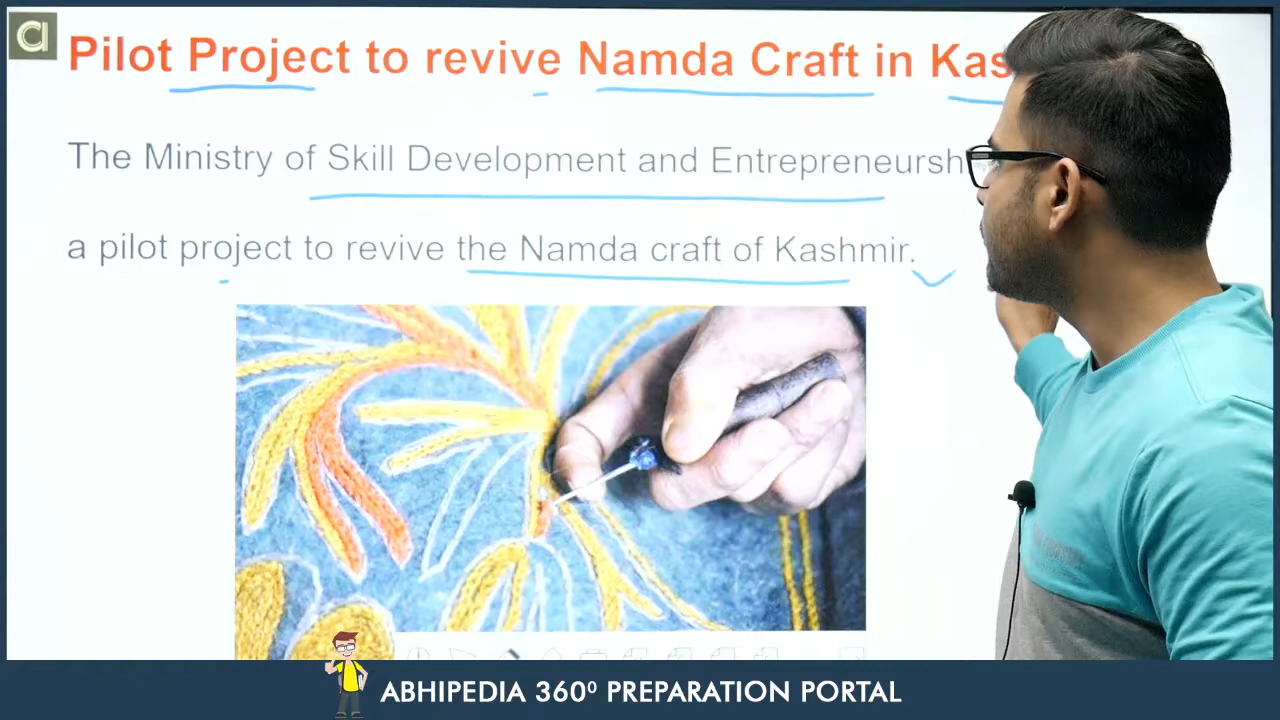 Pilot Project to revive Namda Craft in Kas
The Ministry of Skill Development and Entrepreneursh
a pilot project to revive the Namda craft of Kashmir.
ABHIPEDIA 360⁰ PREPARATION PORTAL